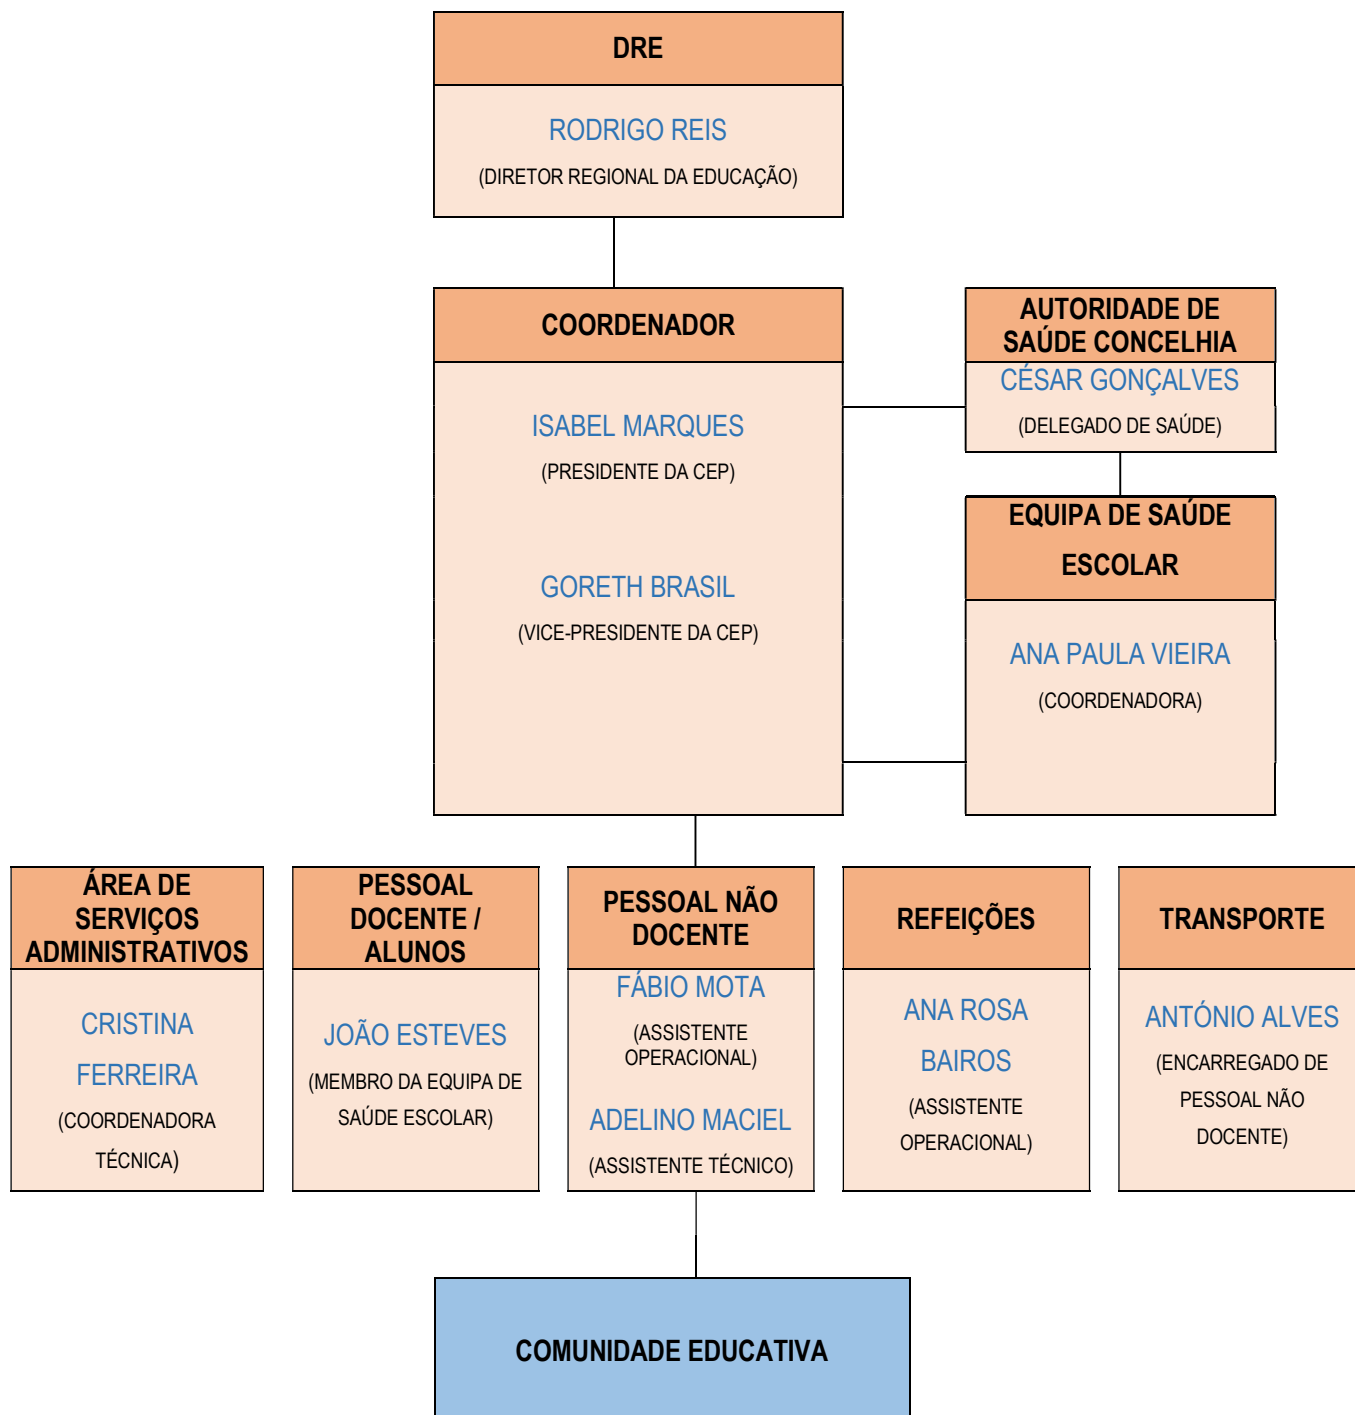 DRE
RODRIGO REIS
(DIRETOR REGIONAL DA EDUCAÇÃO)
COORDENADOR
ISABEL MARQUES
(PRESIDENTE DA CEP)
GORETH BRASIL
(VICE-PRESIDENTE DA CEP)
AUTORIDADE DE
SAÚDE CONCELHIA
CÉSAR GONÇALVES
(DELEGADO DE SAÚDE)
EQUIPA DE SAÚDE
ESCOLAR
ANA PAULA VIEIRA
(COORDENADORA)
ÁREA DE
SERVIÇOS
ADMINISTRATIVOS
CRISTINA
FERREIRA
(COORDENADORA
TÉCNICA)
PESSOAL
DOCENTE /
ALUNOS
JOÃO ESTEVES
(MEMBRO DA EQUIPA DE
SAÚDE ESCOLAR)
PESSOAL NÃO
DOCENTE
FÁBIO MOTA
(ASSISTENTE
OPERACIONAL)
ADELINO MACIEL
(ASSISTENTE TÉCNICO)
REFEIÇÕES
ANA ROSA
BAIROS
(ASSISTENTE
OPERACIONAL)
TRANSPORTE
ANTÓNIO ALVES
(ENCARREGADO DE
PESSOAL NÃO
DOCENTE)
COMUNIDADE EDUCATIVA